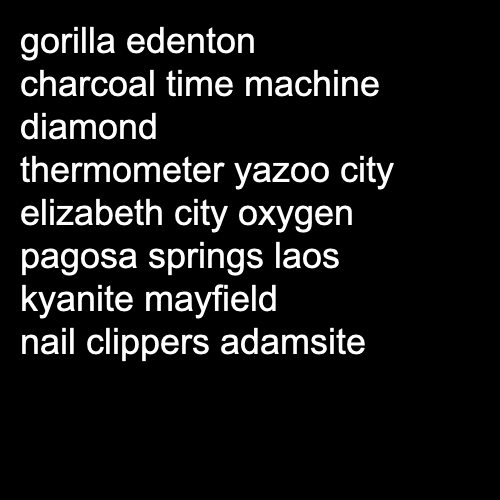 gorilla edenton
charcoal time machine
diamond
thermometer yazoo city
elizabeth city oxygen
pagosa springs laos
kyanite mayfield
nail clippers adamsite